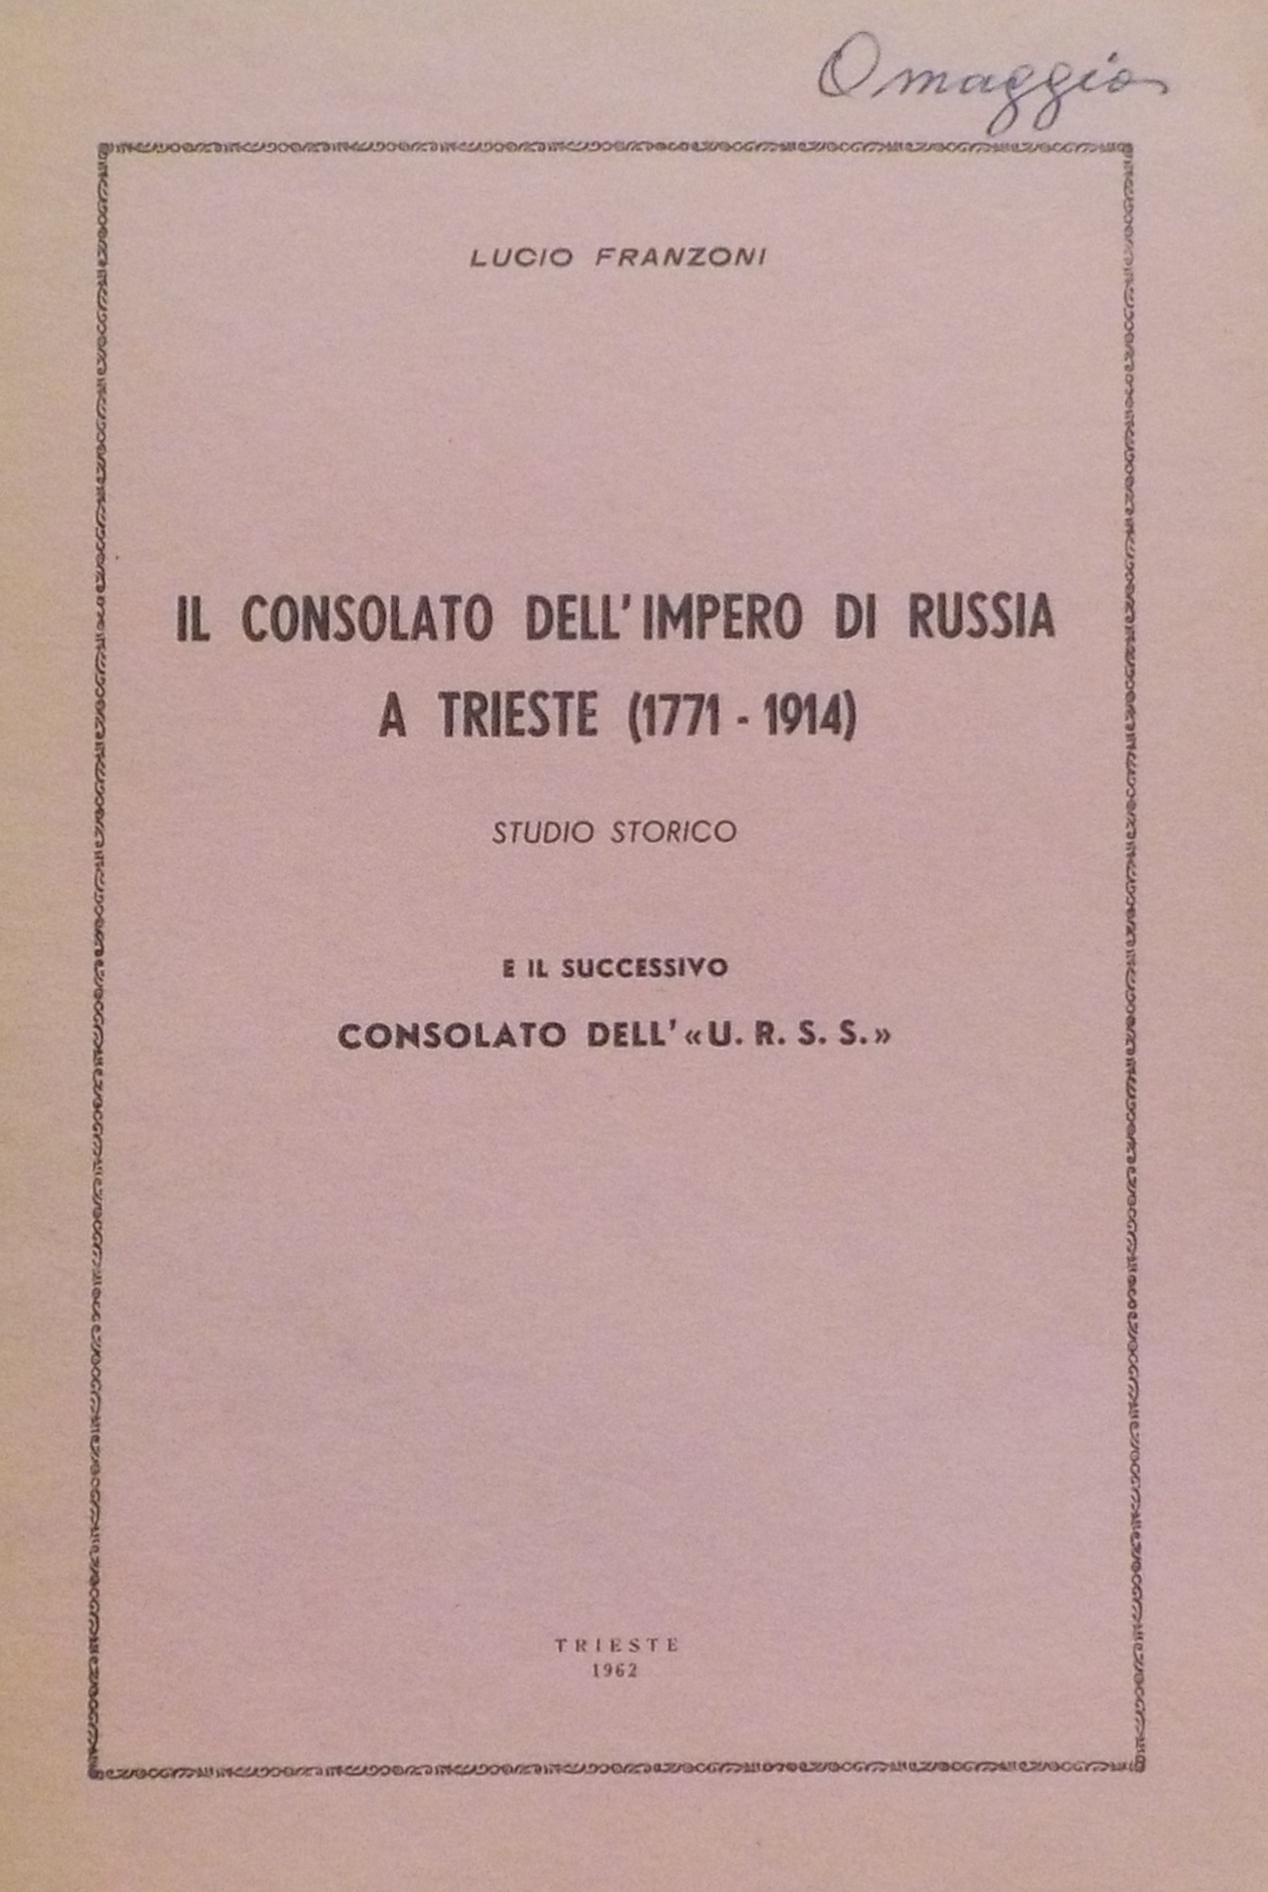 Omaggio
LUCIO FRANZONI
IL CONSOLATO DELL'IMPERO DI RUSSIA
A TRIESTE (1771 - 1914)
STUDIO STORICO
E IL SUCCESSIVO
CONSOLATO DELL'«U. R. S. S.»
TRIESTE
1962